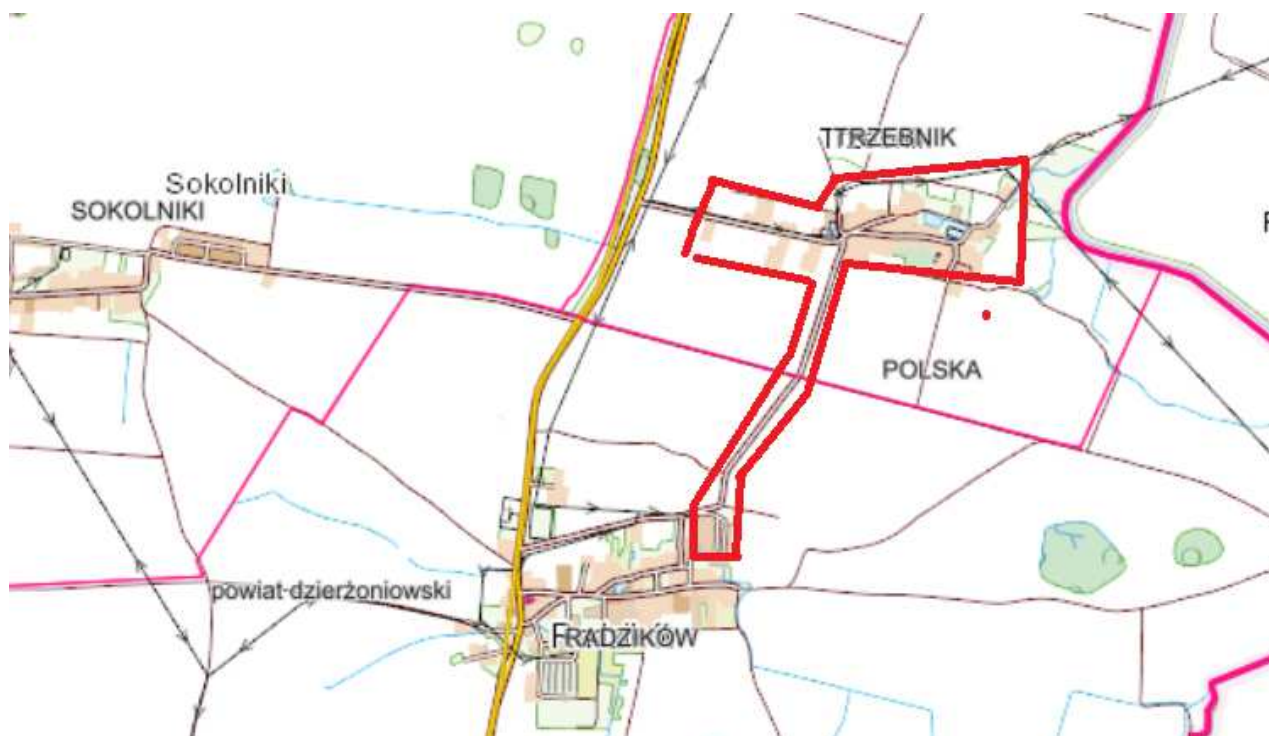 TTRZEBNIK
Sokolniki
SOKOLNIKI
POLSKA
powiat dzierżoniowski
FRADZIKÓW